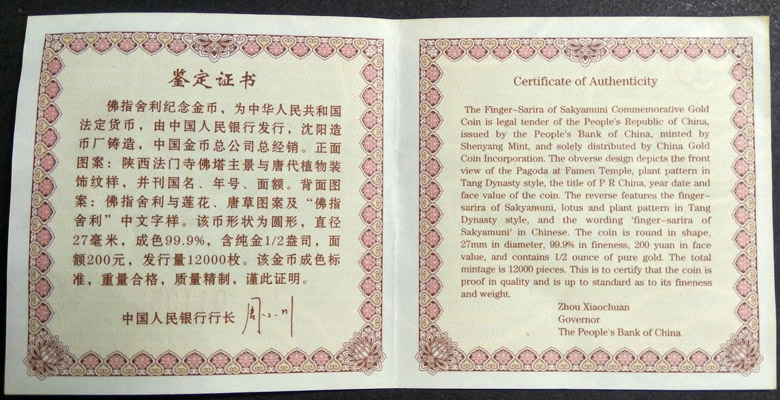 鉴定证书
佛指舍利纪念金币，为中华人民共和国
法定货币，由中国人民银行发行，沈阳造
币厂铸造，中国金币总公司总经销。正面
图案：陕西法门寺佛塔主景与唐代植物装
饰纹样，并刊国名、年号、面额。背面图
案：佛指舍利与莲花、唐草图案及“佛指
舍利”中文字样。该币形状为圆形，直径
27毫米，成色99.9%，含纯金1/2盎司，面
额200元，发行量12000枚。该金币成色标
准，重量合格，质量精制，谨此证明。
中国人民银行行长
Certificate of Authenticity
The Finger-Sarira of Sakyamuni Commemorative Gold
Coin is legal tender of the People's Republic of China,
issued by the People's Bank of China, minted by
Shenyang Mint, and solely distributed by China Gold
Coin Incorporation. The obverse design depicts the front
view of the Pagoda at Famen Temple, plant pattern in
Tang Dynasty style, the title of P R China, year date and
face value of the coin. The reverse features the finger-
sarira of Sakyamuni, lotus and plant pattern in Tang
Dynasty style, and the wording 'finger-sarira of
Sakyamuni' in Chinese. The coin is round in shape,
27mm in diameter, 99.9% in fineness, 200 yuan in face
value, and contains 1/2 ounce of pure gold. The total
mintage is 12000 pieces. This is to certify that the coin is
proof in quality and is up to standard as to its fineness
and weight.
Zhou Xiaochuan
Governor
The People's Bank of China